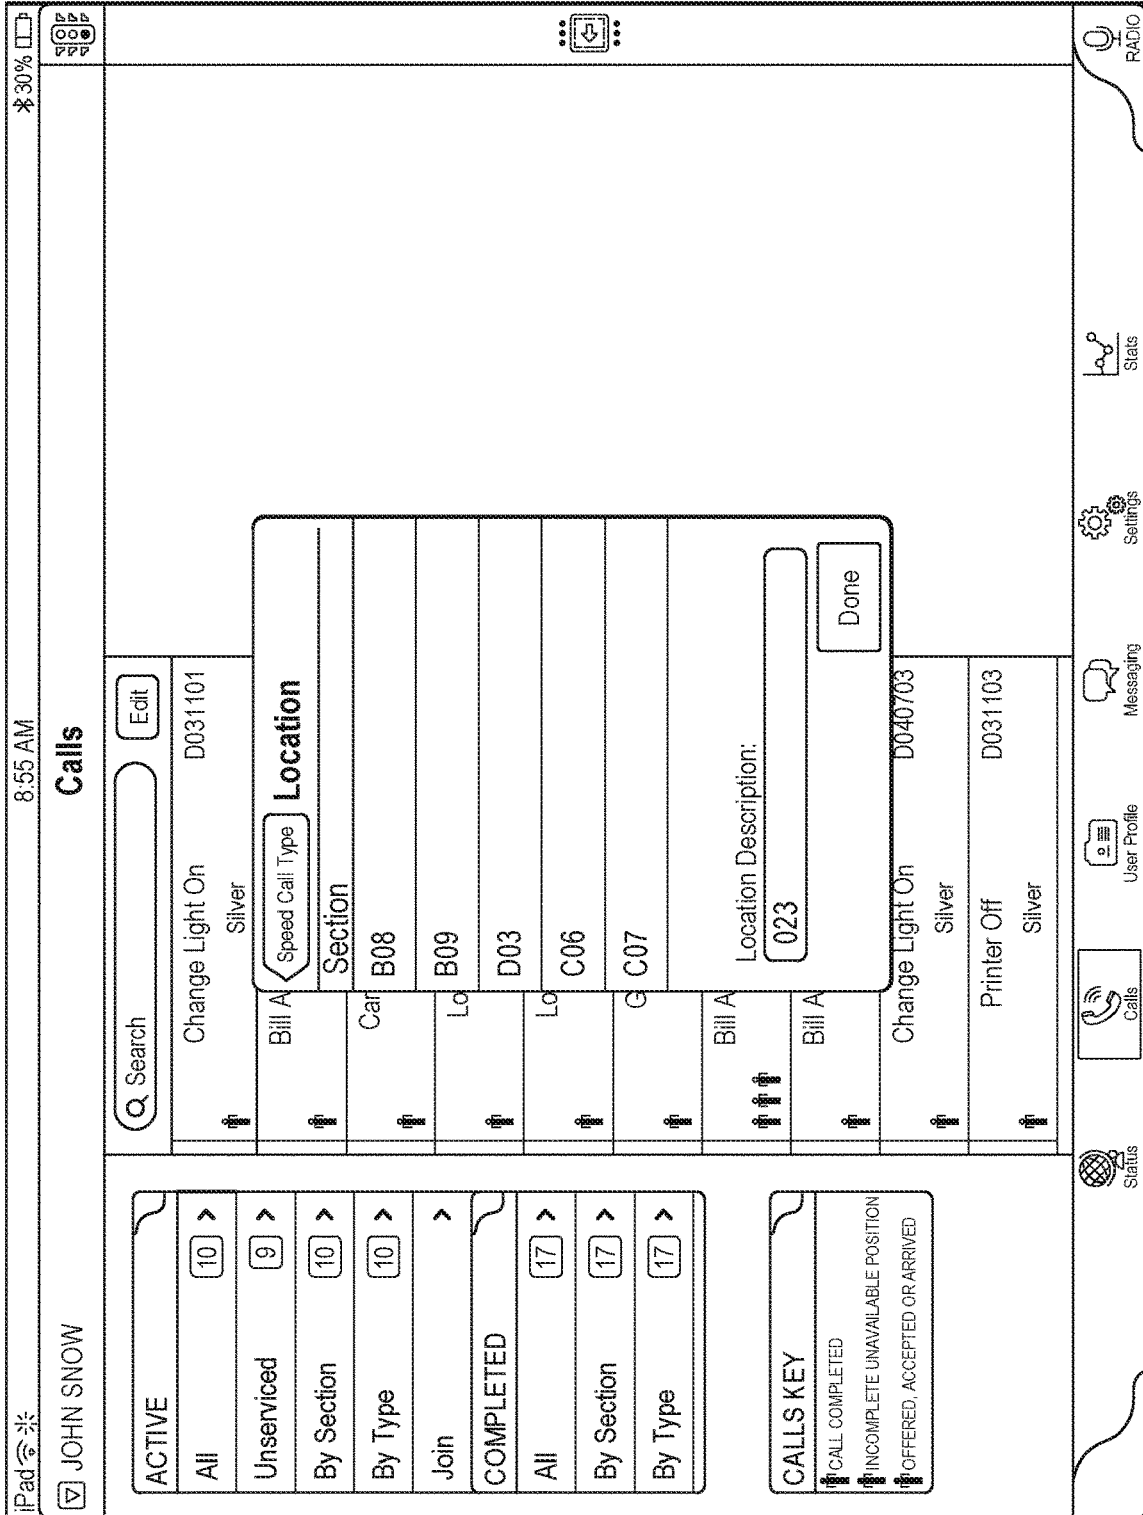 iPad 8:55 AM 30%
JOHN SNOW Calls
ACTIVE
All 10 >
Unserviced 9 >
By Section 10 >
By Type 10 >
Join >
COMPLETED
All 17 >
By Section 17 >
By Type 17 >
CALLS KEY
CALL COMPLETED
INCOMPLETE UNAVAILABLE POSITION
OFFERED, ACCEPTED OR ARRIVED
Search Edit
Change Light On D031101
Silver
Bill A
Car
Lo
Lo
G
Bill A
Bill A
Change Light On D040703
Silver
Printer Off D031103
Silver
Speed Call Type Location
Section
B08
B09
D03
C06
C07
Location Description:
023
Done
Status Calls User Profile Messaging Settings Stats RADIO